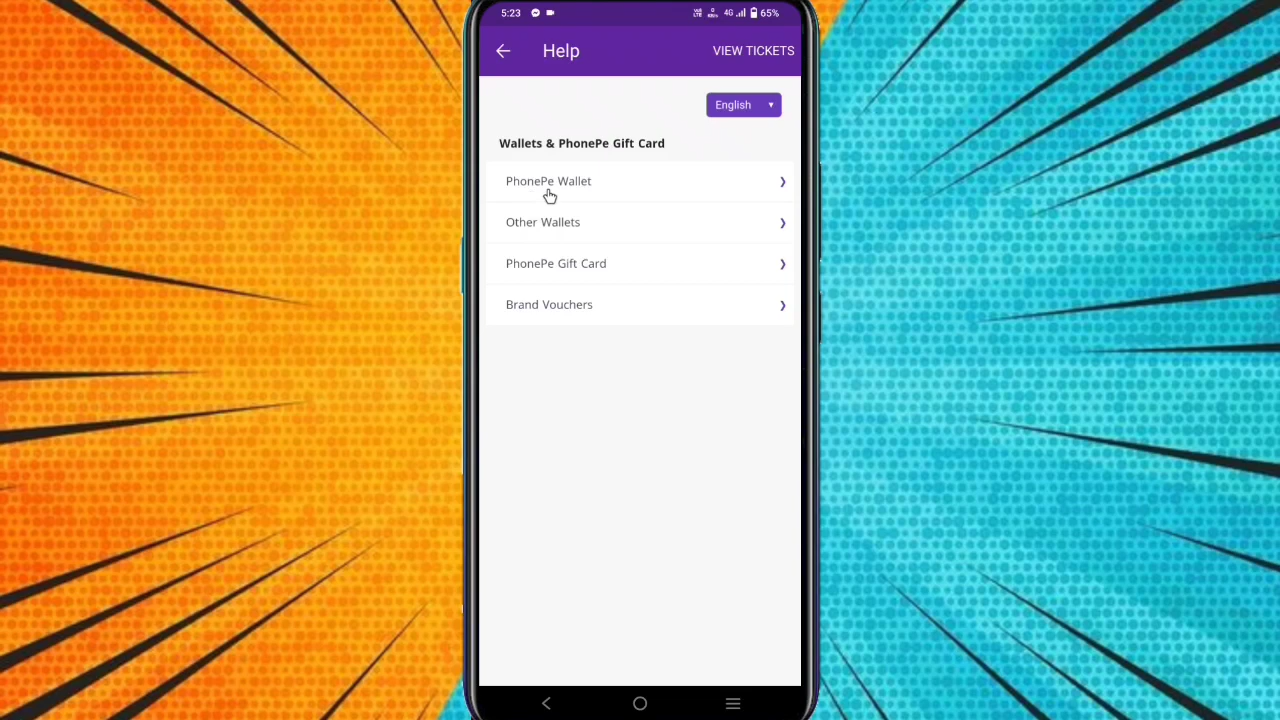 5:23 4G 65%
Help VIEW TICKETS
English
Wallets & PhonePe Gift Card
PhonePe Wallet
Other Wallets
PhonePe Gift Card
Brand Vouchers